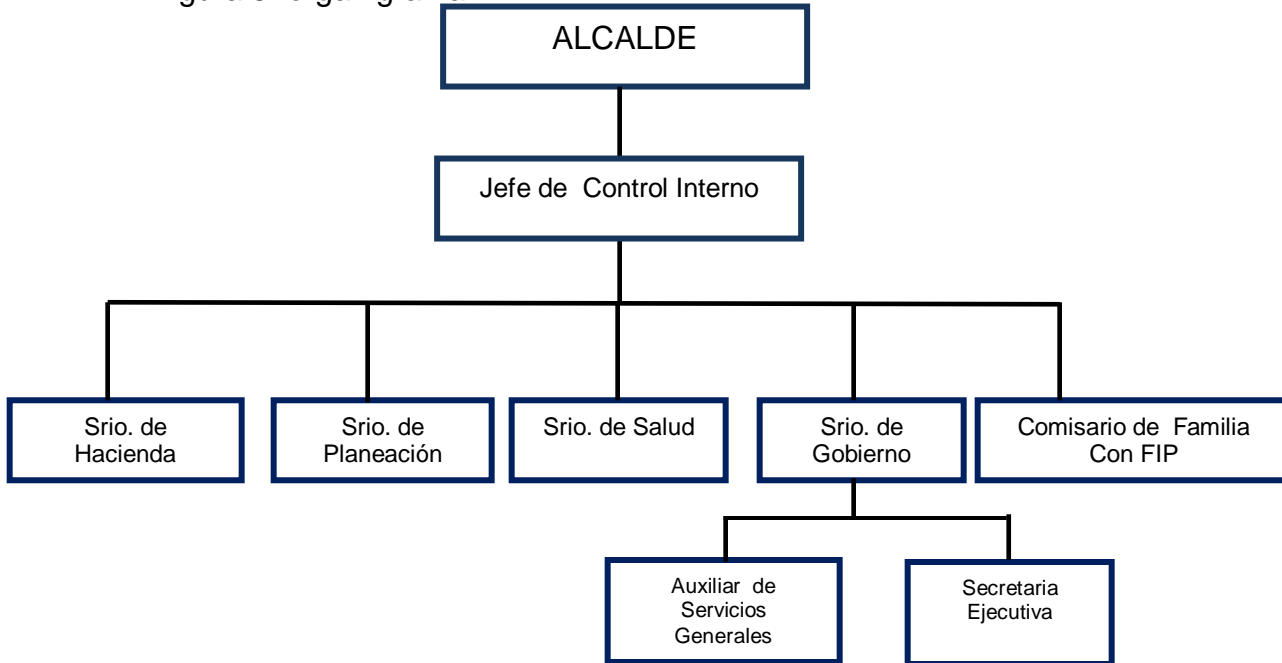 ALCALDE
Jefe de Control Interno
Srio. de
Hacienda
Srio. de
Planeación
Srio. de Salud
Srio. de
Gobierno
Comisario de Familia
Con FIP
Auxiliar de
Servicios
Generales
Secretaria
Ejecutiva